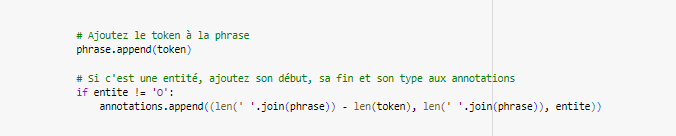 # Ajoutez le token à la phrase
phrase.append(token)
# Si c'est une entité, ajoutez son début, sa fin et son type aux annotations
if entite != 'O':
annotations.append((len(' '.join(phrase)) - len(token), len(' '.join(phrase)), entite))